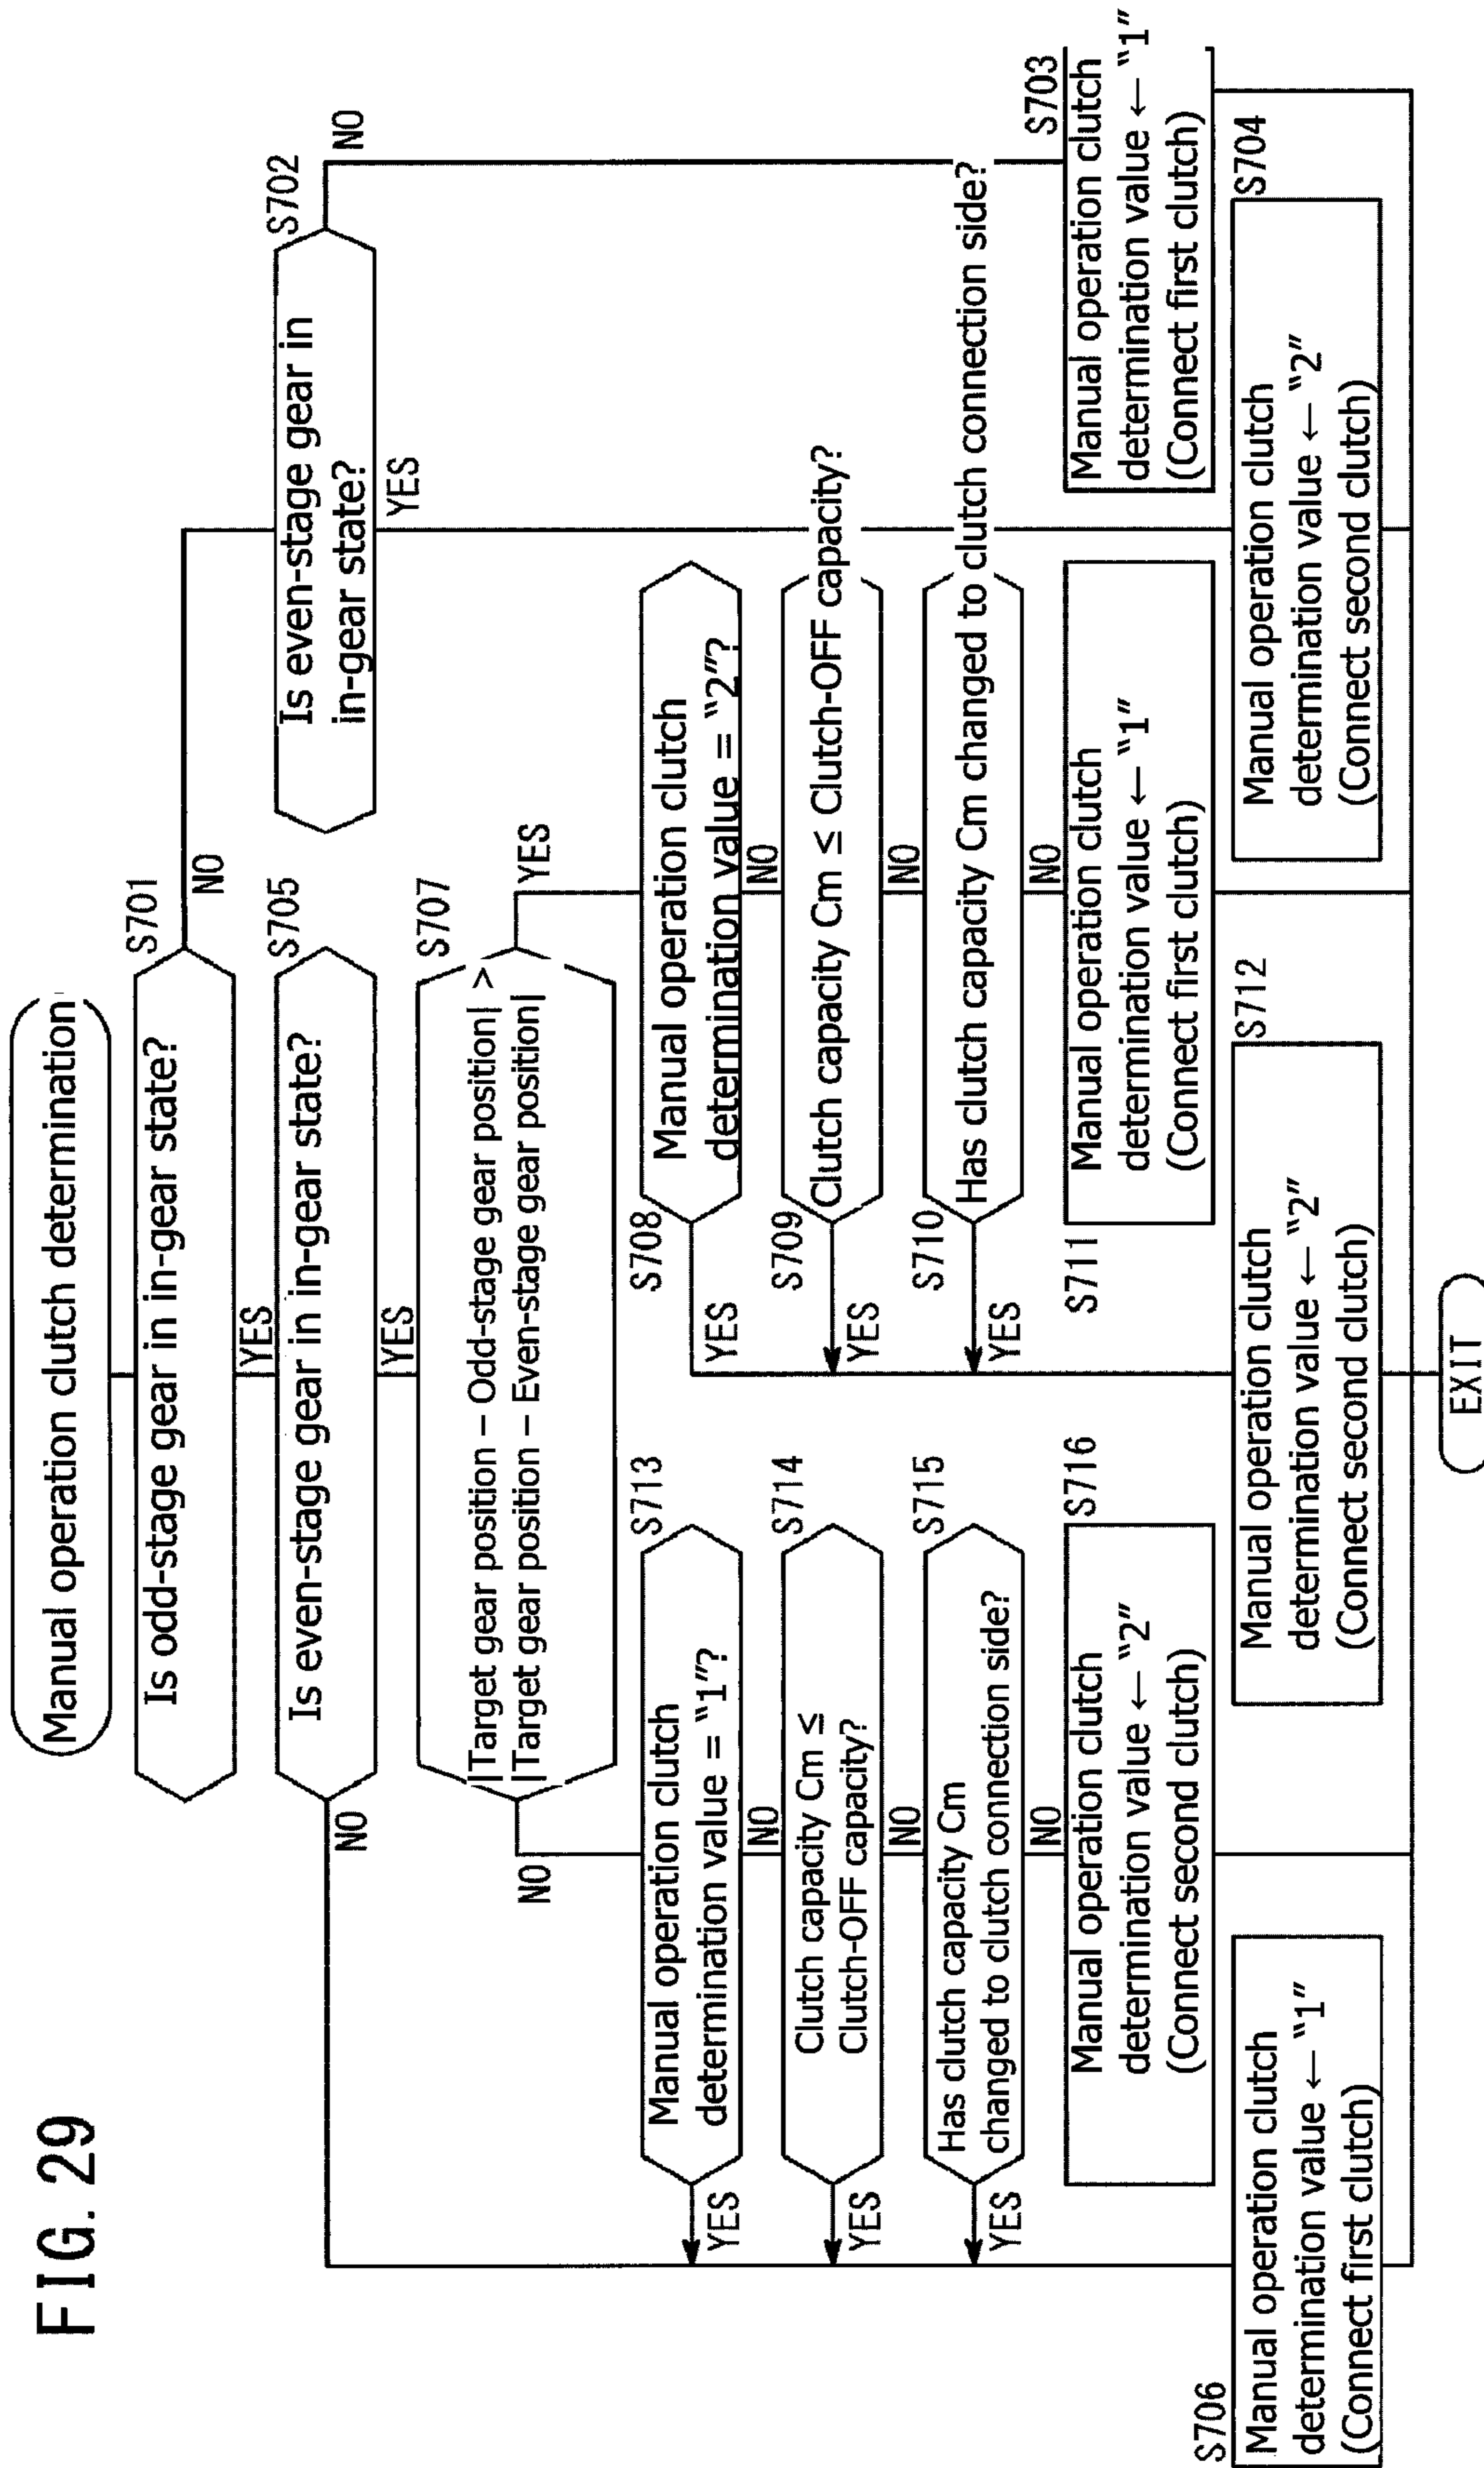 FIG. 29
Manual operation clutch determination
S701
Is odd-stage gear in in-gear state?
NO
YES
S702
Is even-stage gear in
in-gear state?
NO
YES
S705
Is even-stage gear in in-gear state?
NO
YES
S707
|Target gear position – Odd-stage gear position| >
|Target gear position – Even-stage gear position|
NO
YES
S713
Manual operation clutch
determination value = "1"?
YES
NO
S714
Clutch capacity Cm ≤
Clutch-OFF capacity?
YES
NO
S715
Has clutch capacity Cm
changed to clutch connection side?
YES
NO
S716
Manual operation clutch
determination value ← "2"
(Connect second clutch)
S708
Manual operation clutch
determination value = "2"?
YES
NO
S709
Clutch capacity Cm ≤ Clutch-OFF capacity?
YES
NO
S710
Has clutch capacity Cm changed to clutch connection side?
YES
NO
S711
Manual operation clutch
determination value ← "1"
(Connect first clutch)
S703
Manual operation clutch
determination value ← "1"
(Connect first clutch)
S706
Manual operation clutch
determination value ← "1"
(Connect first clutch)
S712
Manual operation clutch
determination value ← "2"
(Connect second clutch)
S704
Manual operation clutch
determination value ← "2"
(Connect second clutch)
EXIT